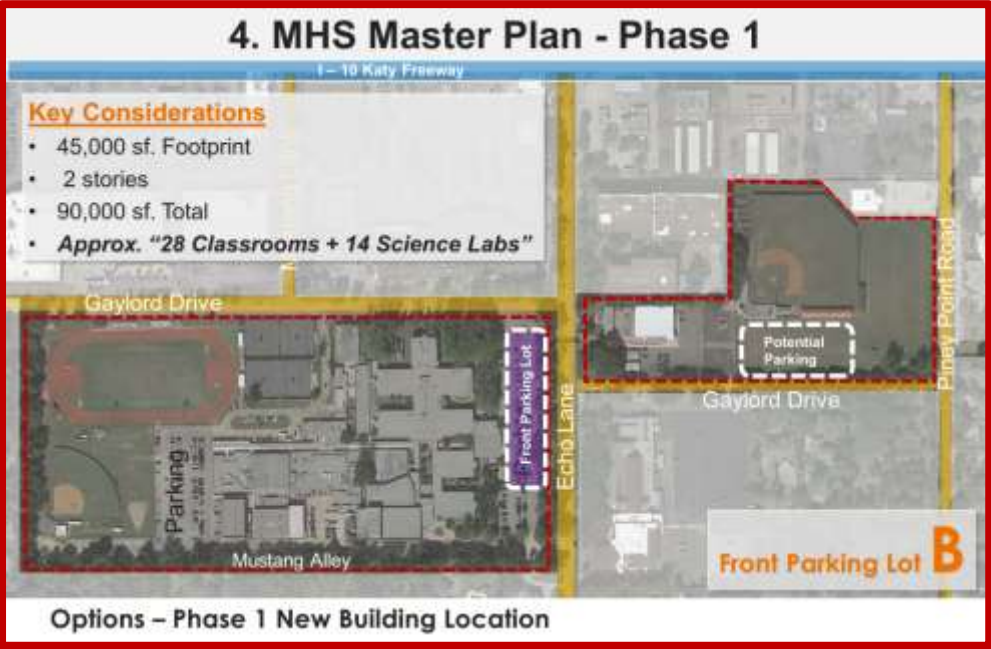 4. MHS Master Plan - Phase 1
I – 10 Katy Freeway
Key Considerations
• 45,000 sf. Footprint
• 2 stories
• 90,000 sf. Total
• Approx. “28 Classrooms + 14 Science Labs”
Gaylord Drive
Piney Point Road
Potential
Parking
Front Parking Lot
Echo Lane
Gaylord Drive
Parking
Mustang Alley
Front Parking Lot B
Options – Phase 1 New Building Location